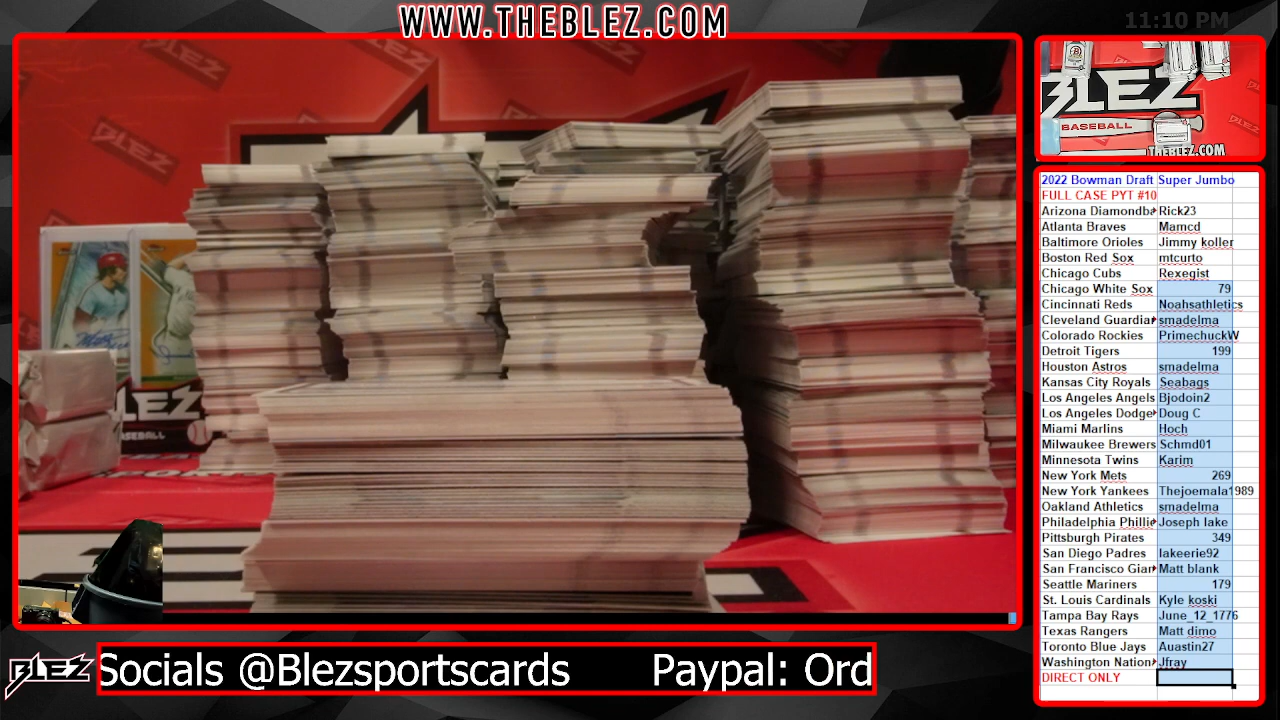 WWW.THEBLEZ.COM
11:10 PM
BLEZ
BLEZ
BLEZ
BASEBALL
THEBLEZ.COM
LEZ
BASEBALL
2022 Bowman Draft Super Jumbo
FULL CASE PYT #10
Arizona Diamondba Rick23
Atlanta Braves Mamcd
Baltimore Orioles Jimmy koller
Boston Red Sox mtcurto
Chicago Cubs Rexegist
Chicago White Sox 79
Cincinnati Reds Noahsathletics
Cleveland Guardian smadelma
Colorado Rockies PrimechuckW
Detroit Tigers 199
Houston Astros smadelma
Kansas City Royals Seabags
Los Angeles Angels Bjodoin2
Los Angeles Dodge Doug C
Miami Marlins Hoch
Milwaukee Brewers Schmd01
Minnesota Twins Karim
New York Mets 269
New York Yankees Thejoemala1989
Oakland Athletics smadelma
Philadelphia Phillie Joseph lake
Pittsburgh Pirates 349
San Diego Padres lakeerie92
San Francisco Gian Matt blank
Seattle Mariners 179
St. Louis Cardinals Kyle koski
Tampa Bay Rays June_12_1776
Texas Rangers Matt dimo
Toronto Blue Jays Auastin27
Washington Nation Jfray
DIRECT ONLY
BLEZ
Socials @Blezsportscards Paypal: Ord